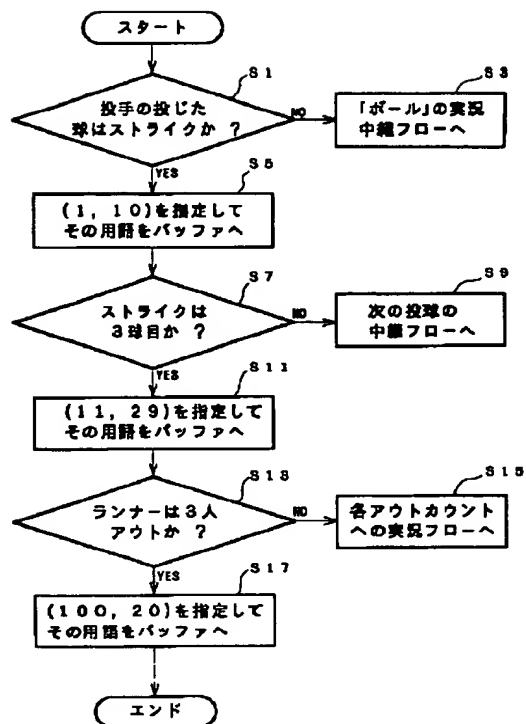 スタート
S1
投手の投じた
球はストライクか ?
NO
S3
「ボール」の実況
中継フローへ
YES
S5
(1, 10)を指定して
その用語をバッファへ
S7
ストライクは
3球目か ?
NO
S9
次の投球の
中継フローへ
YES
S11
(11, 29)を指定して
その用語をバッファへ
S13
ランナーは3人
アウトか ?
NO
S15
各アウトカウント
への実況フローへ
YES
S17
(100, 20)を指定して
その用語をバッファへ
エンド